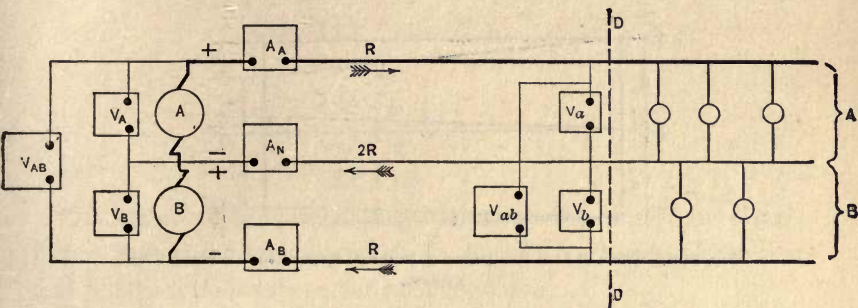 D
+ A_A R
A V_A V_a A
V_AB − + A_N 2R
B V_B V_ab V_b B
− A_B R
D